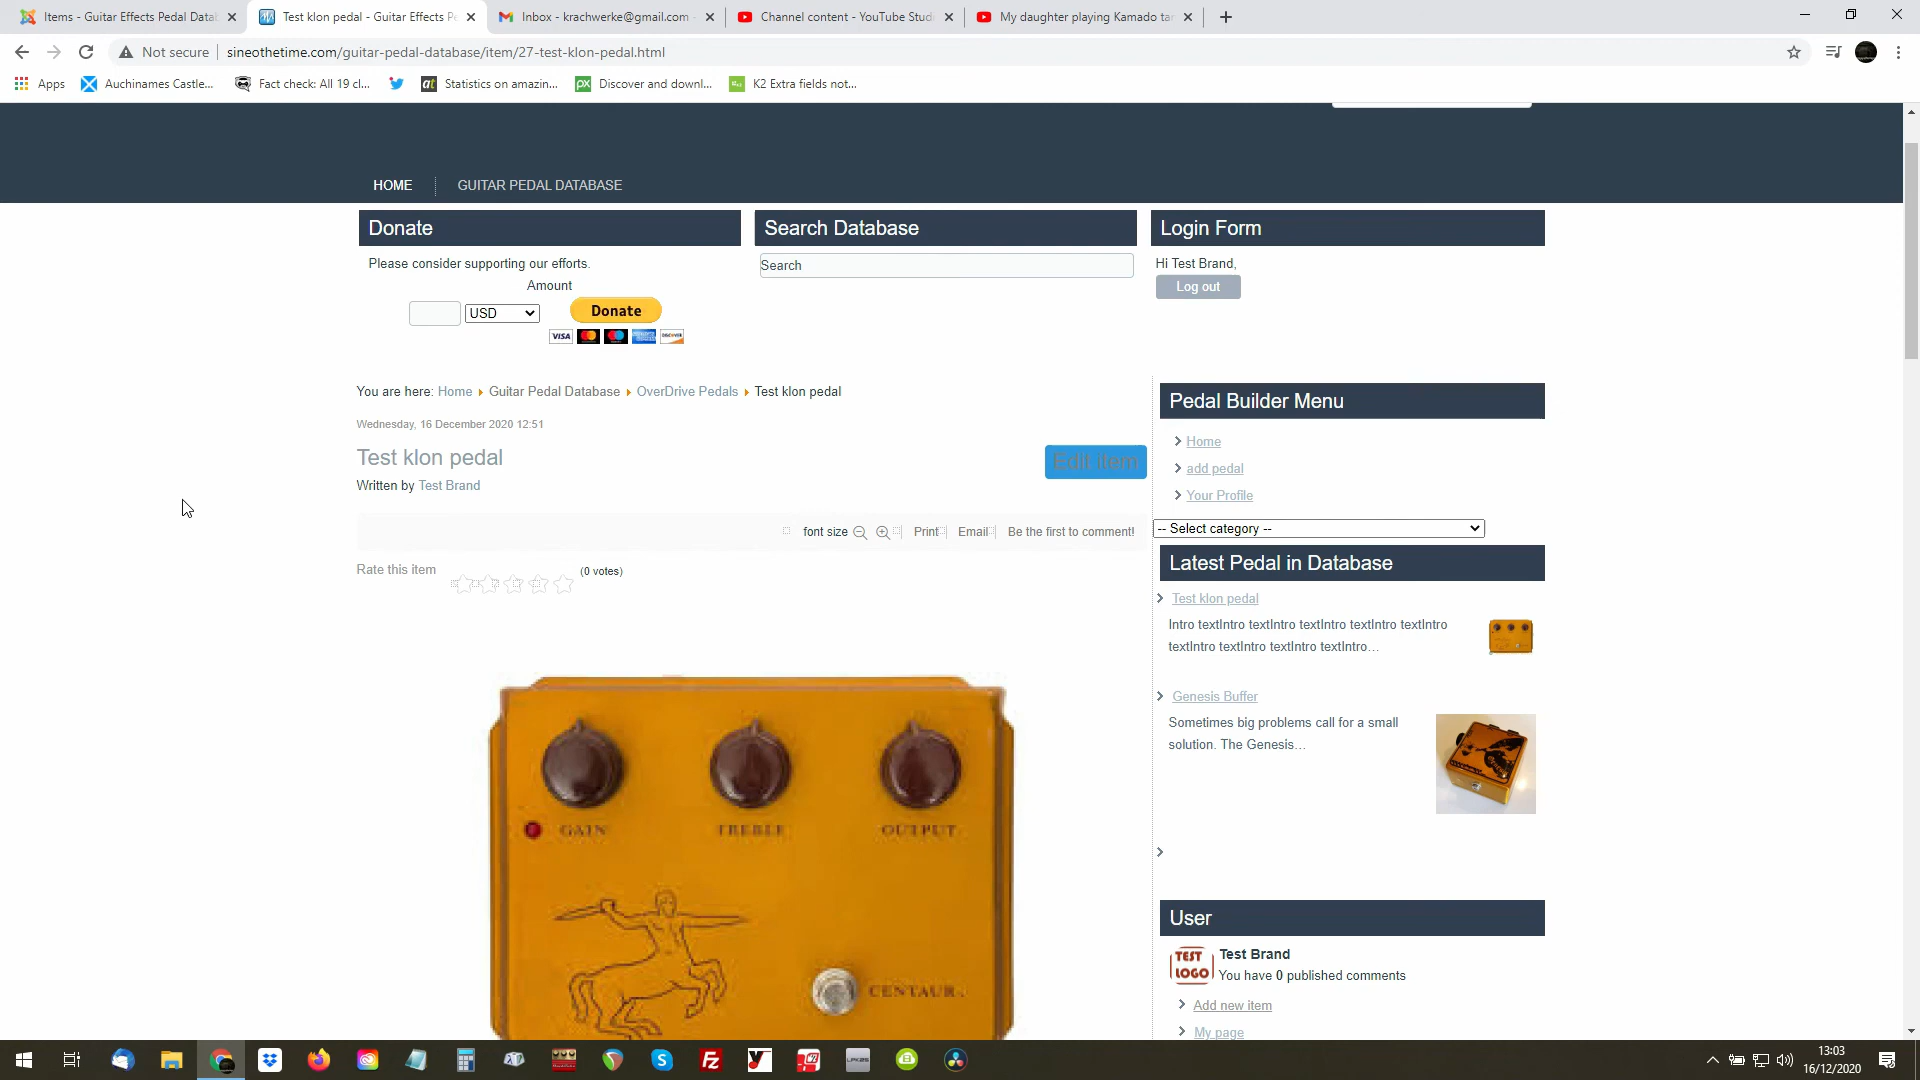 Items - Guitar Effects Pedal Datab
Test klon pedal - Guitar Effects Pe
Inbox - krachwerke@gmail.com -
Channel content - YouTube Studi
My daughter playing Kamado tan
Not secure
sineothetime.com/guitar-pedal-database/item/27-test-klon-pedal.html
Apps
Auchinames Castle...
Fact check: All 19 cl...
at
Statistics on amazin...
px
Discover and downl...
K2 Extra fields not...
HOME
GUITAR PEDAL DATABASE
Donate
Search Database
Login Form
Please consider supporting our efforts.
Search
Hi Test Brand,
Amount
Log out
USD
Donate
VISA
You are here: Home
Guitar Pedal Database
OverDrive Pedals
Test klon pedal
Pedal Builder Menu
Wednesday, 16 December 2020 12:51
Home
Test klon pedal
Edit item
add pedal
Written by Test Brand
Your Profile
font size
Print
Email
Be the first to comment!
-- Select category --
Rate this item
(0 votes)
Latest Pedal in Database
Test klon pedal
Intro textIntro textIntro textIntro textIntro textIntro
textIntro textIntro textIntro textIntro...
Genesis Buffer
Sometimes big problems call for a small
solution. The Genesis...
GAIN
TREBLE
OUTPUT
CENTAUR
User
TEST
LOGO
Test Brand
You have 0 published comments
Add new item
My page
13:03
16/12/2020